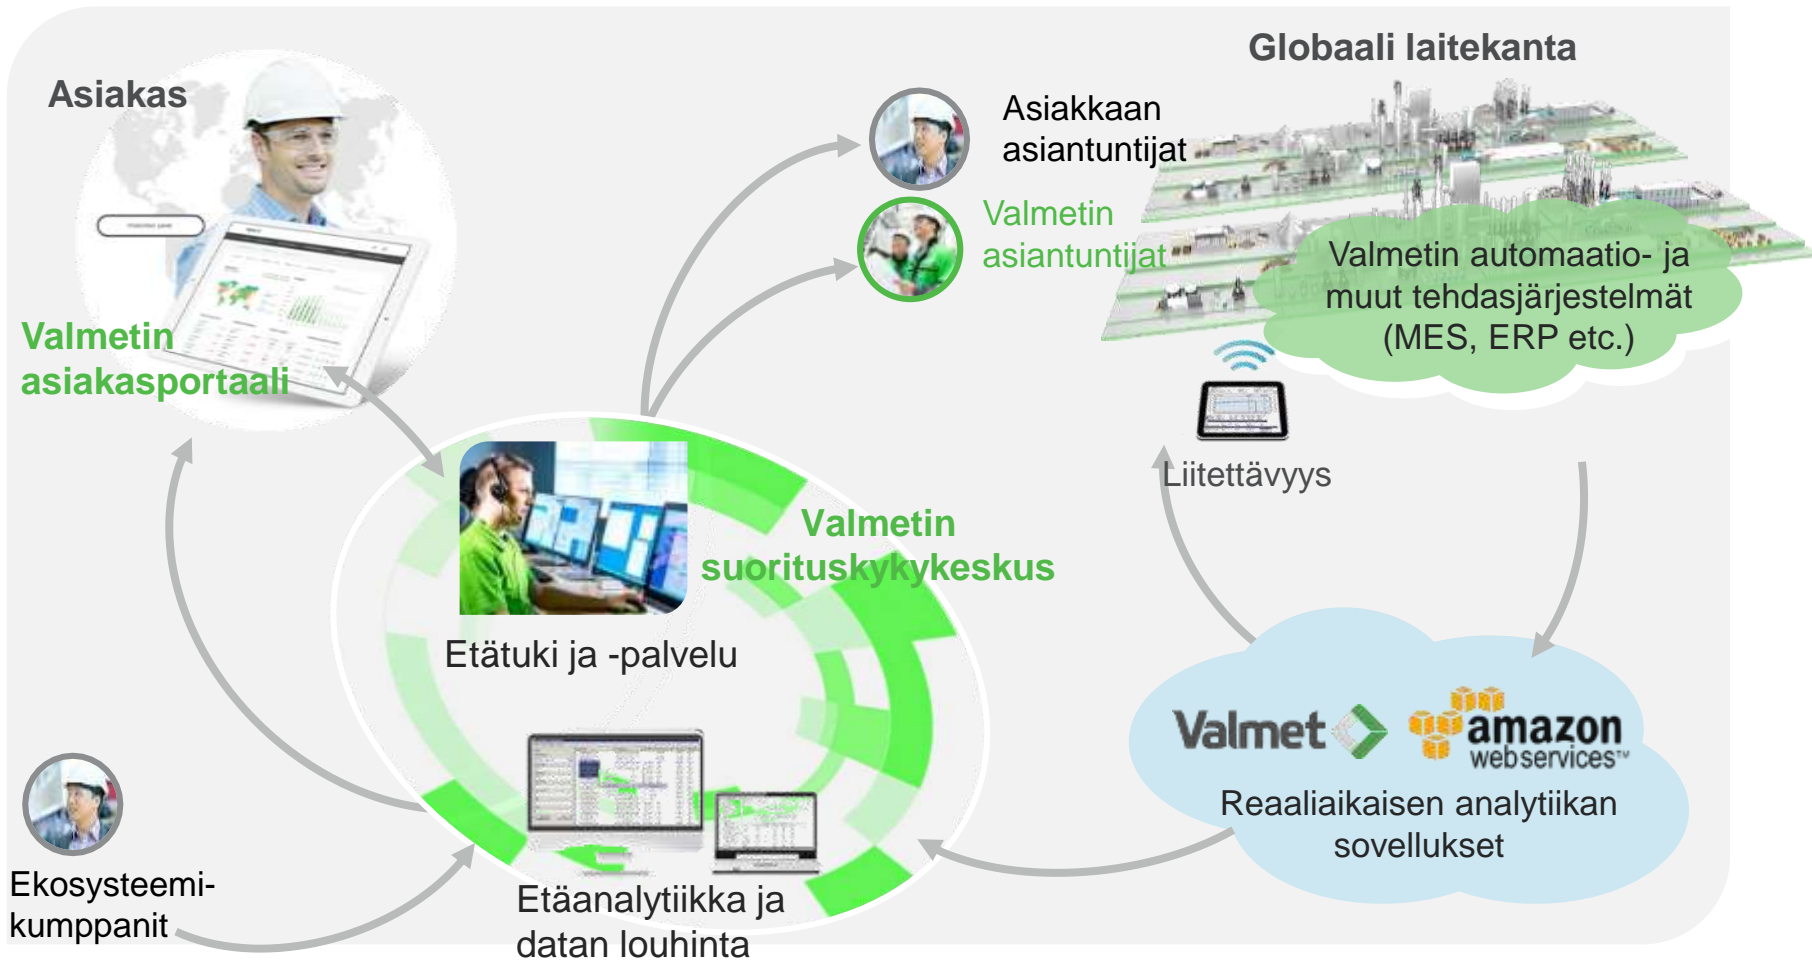 Globaali laitekanta
Asiakas
Asiakkaan
asiantuntijat
Valmetin
asiantuntijat
Valmetin automaatio- ja
muut tehdasjärjestelmät
(MES, ERP etc.)
Valmetin
asiakasportaali
Liitettävyys
Valmetin
suorituskykykeskus
Etätuki ja -palvelu
Valmet
amazon
webservices™
Reaaliaikaisen analytiikan
sovellukset
Ekosysteemi-
kumppanit
Etäanalytiikka ja
datan louhinta